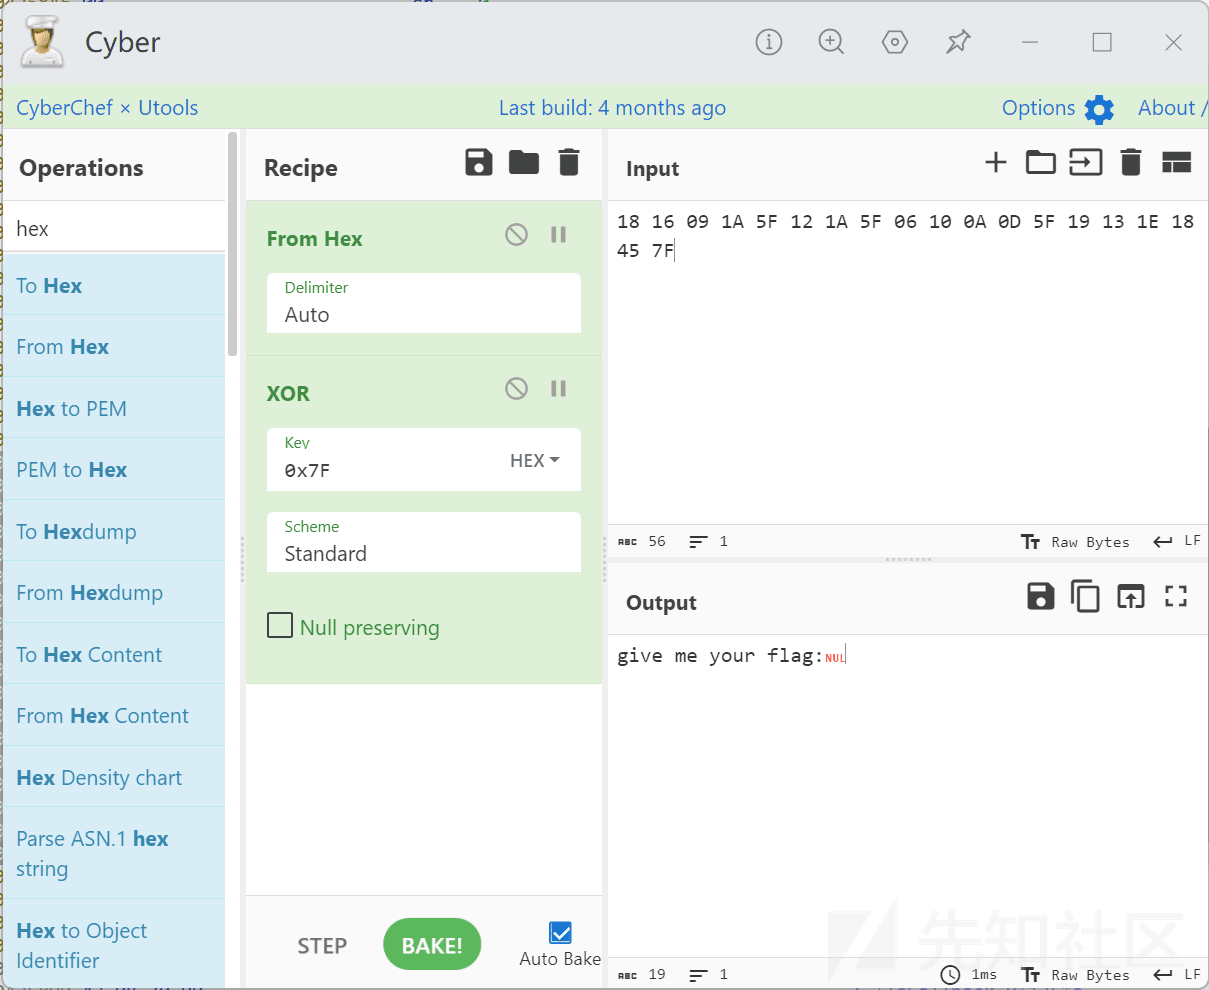 Cyber
CyberChef × Utools
Last build: 4 months ago
Options
About /
Operations
hex
To Hex
From Hex
Hex to PEM
PEM to Hex
To Hexdump
From Hexdump
To Hex Content
From Hex Content
Hex Density chart
Parse ASN.1 hex
string
Hex to Object
Identifier
Recipe
From Hex
Delimiter
Auto
XOR
Key
0x7F
HEX
Scheme
Standard
Null preserving
STEP
BAKE!
Auto Bake
Input
18 16 09 1A 5F 12 1A 5F 06 10 0A 0D 5F 19 13 1E 18
45 7F
ABC 56
1
Raw Bytes
LF
Output
give me your flag:NUL
ABC 19
1
1ms
Raw Bytes
LF
先知社区